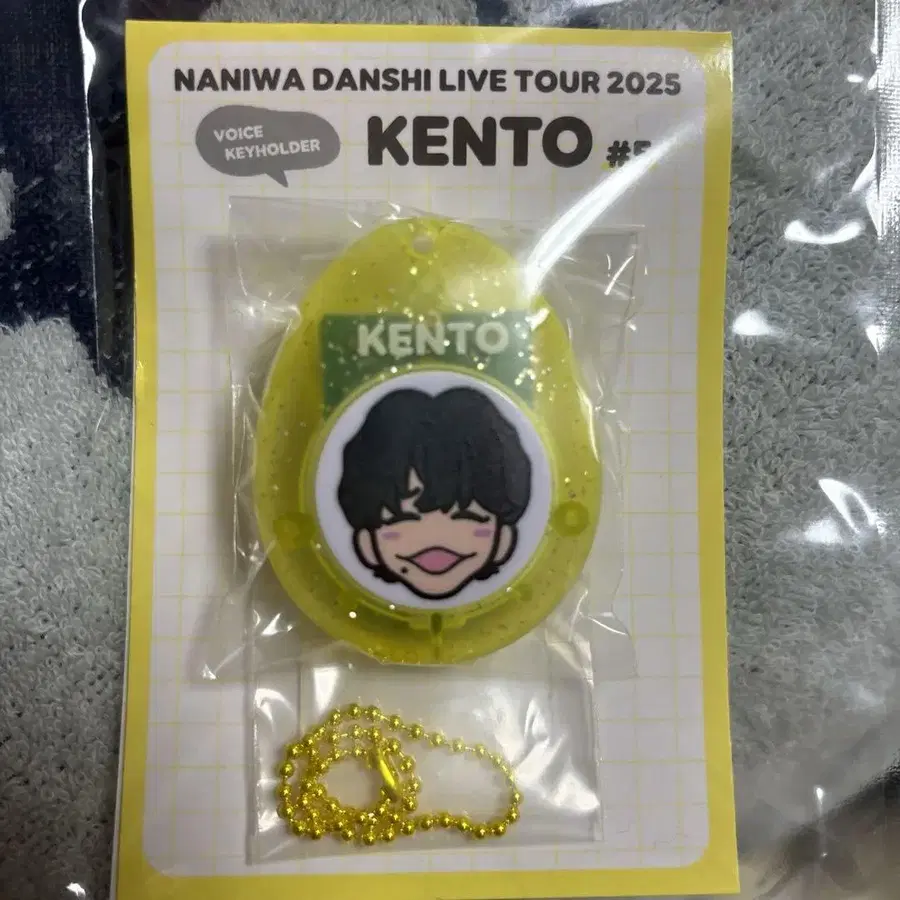 NANIWA DANSHI LIVE TOUR 2025
VOICE
KEYHOLDER
KENTO
KENTO